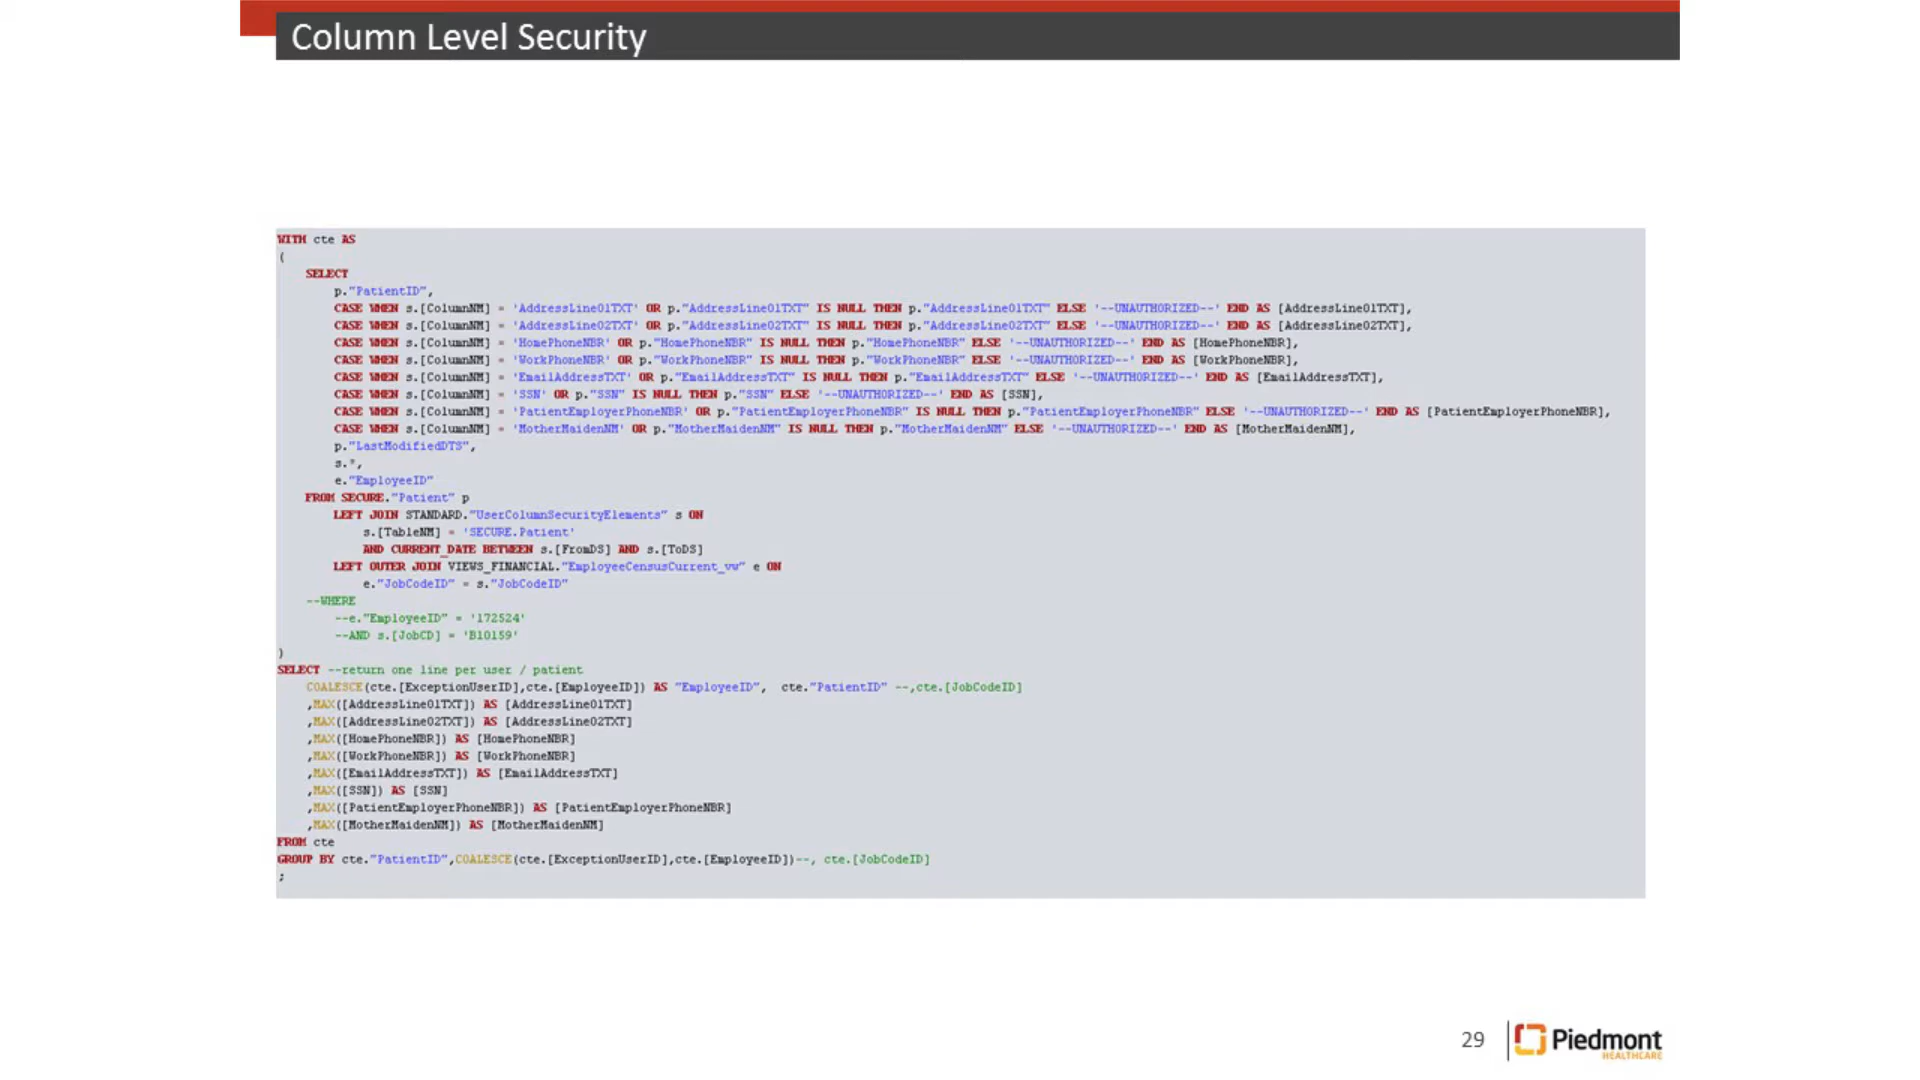 Column Level Security
WITH cte AS
(
SELECT
p."PatientID",
CASE WHEN s.[ColumnNM] = 'AddressLine01TXT' OR p."AddressLine01TXT" IS NULL THEN p."AddressLine01TXT" ELSE '--UNAUTHORIZED--' END AS [AddressLine01TXT],
CASE WHEN s.[ColumnNM] = 'AddressLine02TXT' OR p."AddressLine02TXT" IS NULL THEN p."AddressLine02TXT" ELSE '--UNAUTHORIZED--' END AS [AddressLine02TXT],
CASE WHEN s.[ColumnNM] = 'HomePhoneNBR' OR p."HomePhoneNBR" IS NULL THEN p."HomePhoneNBR" ELSE '--UNAUTHORIZED--' END AS [HomePhoneNBR],
CASE WHEN s.[ColumnNM] = 'WorkPhoneNBR' OR p."WorkPhoneNBR" IS NULL THEN p."WorkPhoneNBR" ELSE '--UNAUTHORIZED--' END AS [WorkPhoneNBR],
CASE WHEN s.[ColumnNM] = 'EmailAddressTXT' OR p."EmailAddressTXT" IS NULL THEN p."EmailAddressTXT" ELSE '--UNAUTHORIZED--' END AS [EmailAddressTXT],
CASE WHEN s.[ColumnNM] = 'SSN' OR p."SSN" IS NULL THEN p."SSN" ELSE '--UNAUTHORIZED--' END AS [SSN],
CASE WHEN s.[ColumnNM] = 'PatientEmployerPhoneNBR' OR p."PatientEmployerPhoneNBR" IS NULL THEN p."PatientEmployerPhoneNBR" ELSE '--UNAUTHORIZED--' END AS [PatientEmployerPhoneNBR],
CASE WHEN s.[ColumnNM] = 'MotherMaidenNM' OR p."MotherMaidenNM" IS NULL THEN p."MotherMaidenNM" ELSE '--UNAUTHORIZED--' END AS [MotherMaidenNM],
p."LastModifiedDTS",
s.*,
e."EmployeeID"
FROM SECURE."Patient" p
LEFT JOIN STANDARD."UserColumnSecurityElements" s ON
s.[TableNM] = 'SECURE.Patient'
AND CURRENT_DATE BETWEEN s.[FromDS] AND s.[ToDS]
LEFT OUTER JOIN VIEWS_FINANCIAL."EmployeeCensusCurrent_vw" e ON
e."JobCodeID" = s."JobCodeID"
--WHERE
--e."EmployeeID" = '172524'
--AND s.[JobCD] = 'B10159'
)
SELECT --return one line per user / patient
COALESCE(cte.[ExceptionUserID],cte.[EmployeeID]) AS "EmployeeID", cte."PatientID" --,cte.[JobCodeID]
,MAX([AddressLine01TXT]) AS [AddressLine01TXT]
,MAX([AddressLine02TXT]) AS [AddressLine02TXT]
,MAX([HomePhoneNBR]) AS [HomePhoneNBR]
,MAX([WorkPhoneNBR]) AS [WorkPhoneNBR]
,MAX([EmailAddressTXT]) AS [EmailAddressTXT]
,MAX([SSN]) AS [SSN]
,MAX([PatientEmployerPhoneNBR]) AS [PatientEmployerPhoneNBR]
,MAX([MotherMaidenNM]) AS [MotherMaidenNM]
FROM cte
GROUP BY cte."PatientID",COALESCE(cte.[ExceptionUserID],cte.[EmployeeID])--, cte.[JobCodeID]
;
29
Piedmont
HEALTHCARE